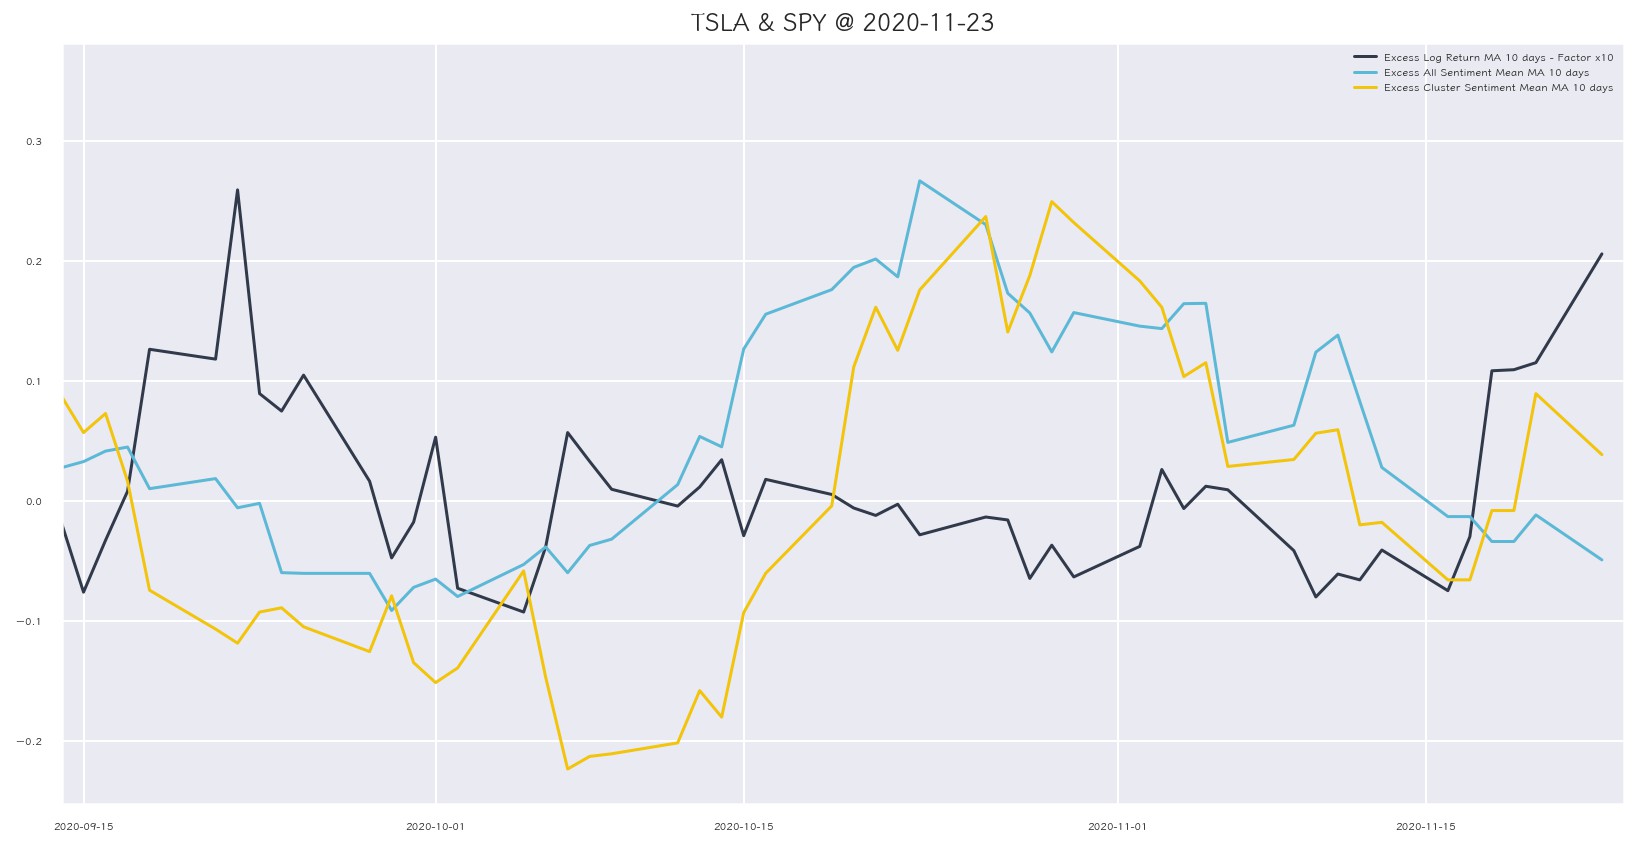 TSLA & SPY @ 2020-11-23
Excess Log Return MA 10 days - Factor x10
Excess All Sentiment Mean MA 10 days
Excess Cluster Sentiment Mean MA 10 days
0.3
0.2
0.1
0.0
−0.1
−0.2
2020-09-15 2020-10-01 2020-10-15 2020-11-01 2020-11-15